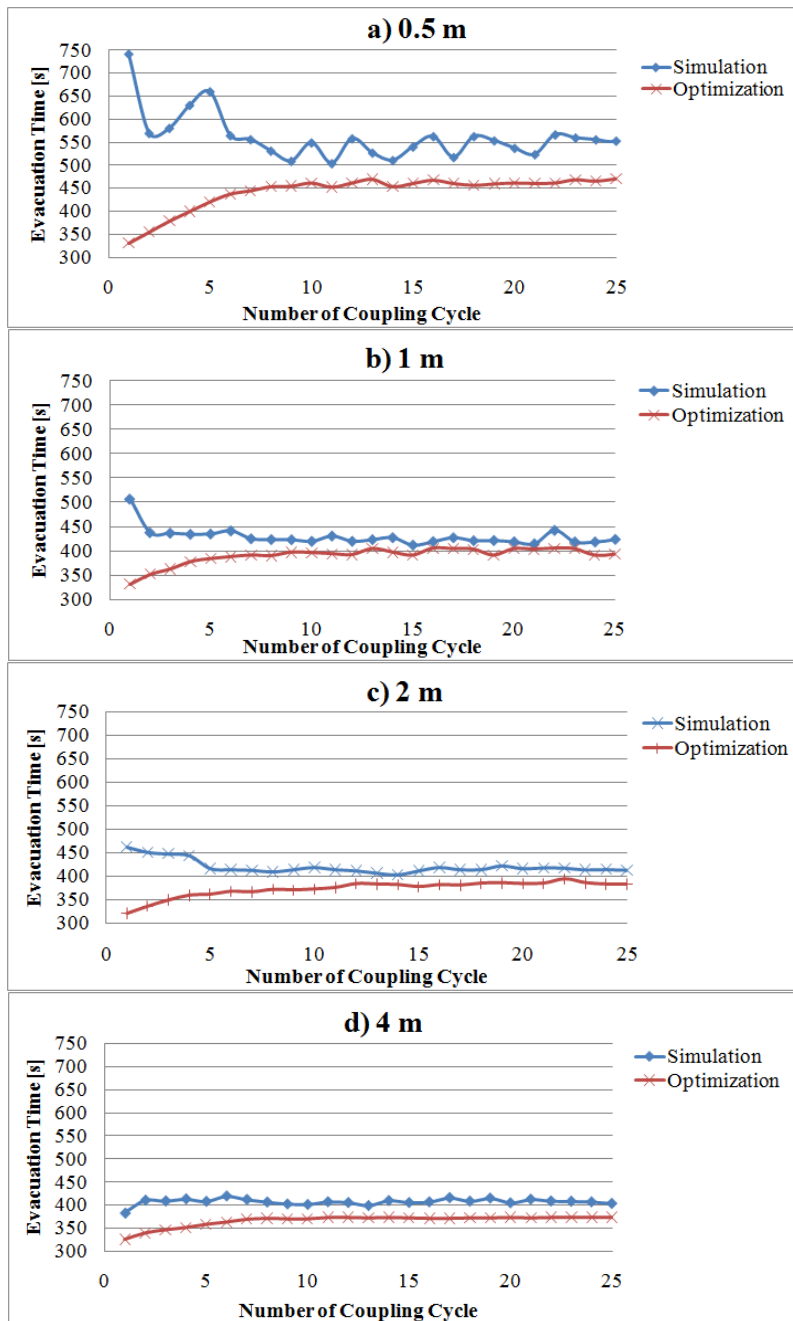 a) 0.5 m
750
700
650
600
550
500
450
400
350
300
Evacuation Time [s]
0 5 10 15 20 25
Number of Coupling Cycle
Simulation
Optimization
b) 1 m
750
700
650
600
550
500
450
400
350
300
Evacuation Time [s]
0 5 10 15 20 25
Number of Coupling Cycle
Simulation
Optimization
c) 2 m
750
700
650
600
550
500
450
400
350
300
Evacuation Time [s]
0 5 10 15 20 25
Number of Coupling Cycle
Simulation
Optimization
d) 4 m
750
700
650
600
550
500
450
400
350
300
Evacuation Time [s]
0 5 10 15 20 25
Number of Coupling Cycle
Simulation
Optimization